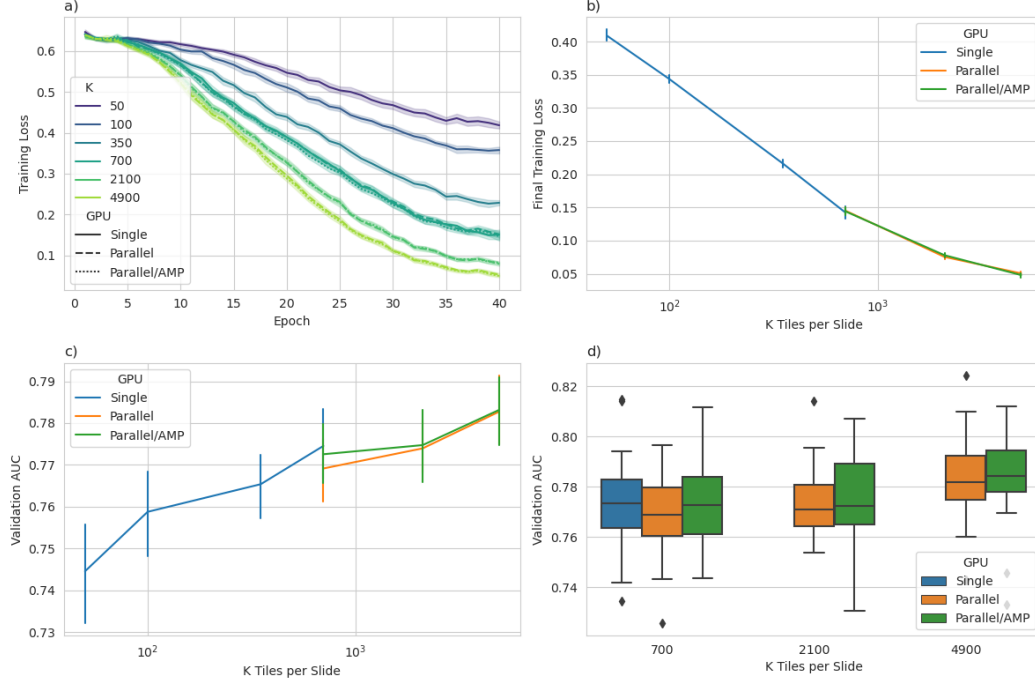 a)
Training Loss
0.6
0.5
0.4
0.3
0.2
0.1
K
50
100
350
700
2100
4900
GPU
Single
Parallel
Parallel/AMP
0 5 10 15 20 25 30 35 40
Epoch
b)
Final Training Loss
0.40
0.35
0.30
0.25
0.20
0.15
0.10
0.05
GPU
Single
Parallel
Parallel/AMP
10² 10³
K Tiles per Slide
c)
Validation AUC
0.79
0.78
0.77
0.76
0.75
0.74
0.73
GPU
Single
Parallel
Parallel/AMP
10² 10³
K Tiles per Slide
d)
Validation AUC
0.82
0.80
0.78
0.76
0.74
GPU
Single
Parallel
Parallel/AMP
700 2100 4900
K Tiles per Slide